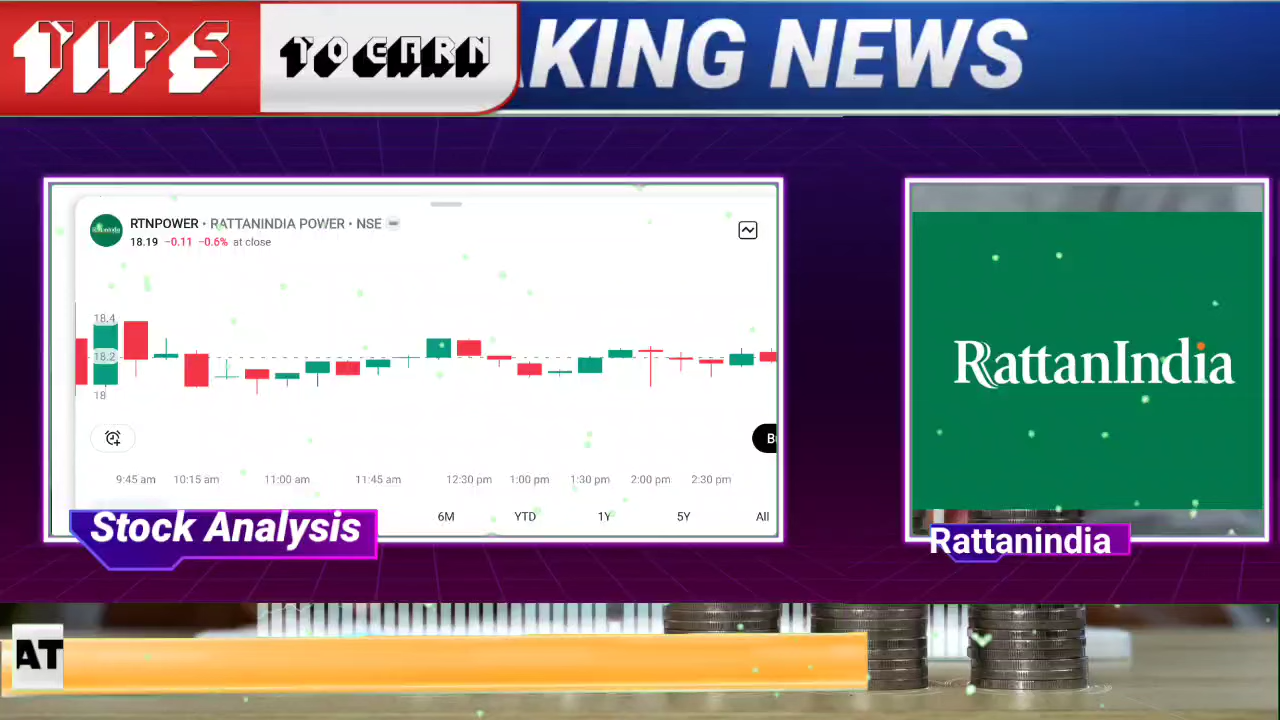 TIPS TO EARN
KING NEWS
RTNPOWER • RATTANINDIA POWER • NSE
18.19 −0.11 −0.6% at close
18.4
18.2
18
9:45 am 10:15 am 11:00 am 11:45 am 12:30 pm 1:00 pm 1:30 pm 2:00 pm 2:30 pm
6M YTD 1Y 5Y All
Stock Analysis
RattanIndia
Rattanindia
AT